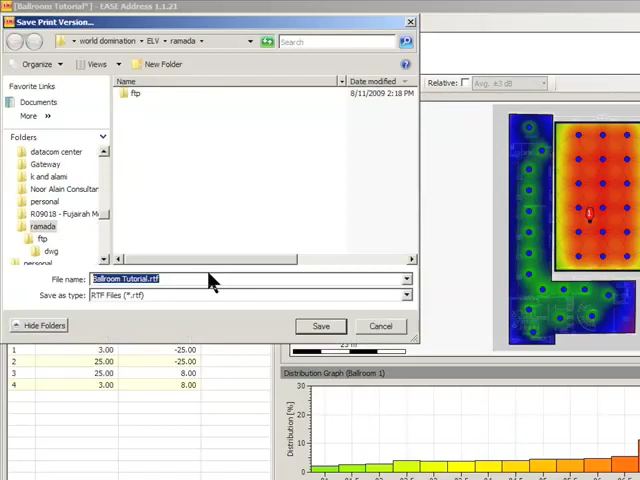 [Ballroom Tutorial*] - EASE Address 1.1.21
Save Print Version...
world domination ▸ ELV ▸ ramada ▸
Search
Organize
Views
New Folder
Favorite Links
Documents
More »
Folders
datacom center
Gateway
k and alami
Noor Alain Consultar
personal
R09018 - Fujairah M
ramada
ftp
dwg
personal
Name
Date modified
ftp
8/11/2009 2:18 PM
File name:
Ballroom Tutorial.rtf
Save as type:
RTF Files (*.rtf)
Hide Folders
Save
Cancel
Relative:
Avg. ±3 dB
1
1 3.00 -25.00
2 25.00 -25.00
3 25.00 8.00
4 3.00 8.00
Distribution Graph (Ballroom 1)
Distribution [%]
30
20
10
0